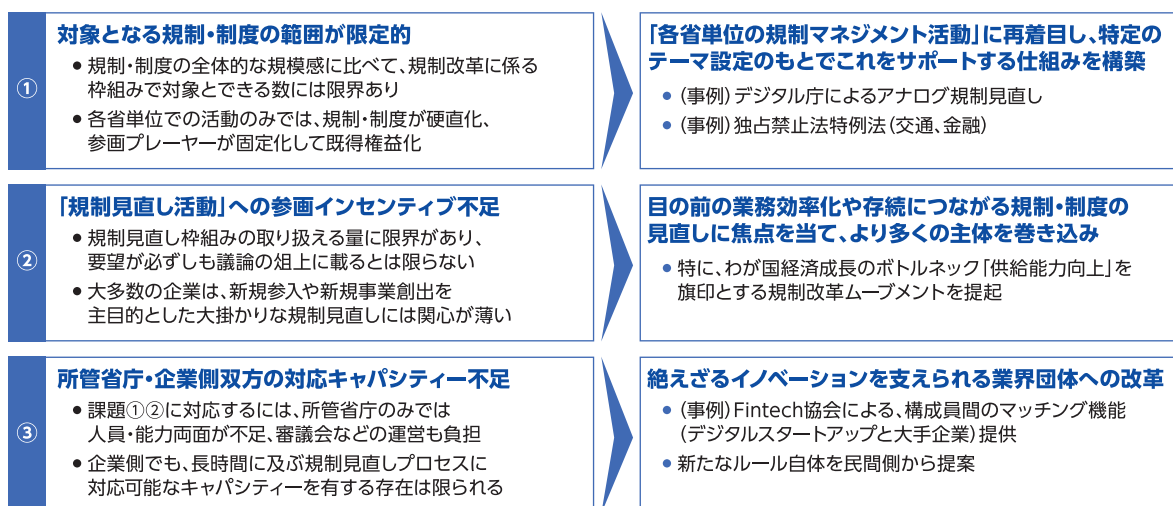 ①
対象となる規制・制度の範囲が限定的
● 規制・制度の全体的な規模感に比べて、規制改革に係る
枠組みで対象とできる数には限界あり
● 各省単位での活動のみでは、規制・制度が硬直化、
参画プレーヤーが固定化して既得権益化
「各省単位の規制マネジメント活動」に再着目し、特定の
テーマ設定のもとでこれをサポートする仕組みを構築
● (事例)デジタル庁によるアナログ規制見直し
● (事例)独占禁止法特例法(交通、金融)
②
「規制見直し活動」への参画インセンティブ不足
● 規制見直し枠組みの取り扱える量に限界があり、
要望が必ずしも議論の俎上に載るとは限らない
● 大多数の企業は、新規参入や新規事業創出を
主目的とした大掛かりな規制見直しには関心が薄い
目の前の業務効率化や存続につながる規制・制度の
見直しに焦点を当て、より多くの主体を巻き込み
● 特に、わが国経済成長のボトルネック「供給能力向上」を
旗印とする規制改革ムーブメントを提起
③
所管省庁・企業側双方の対応キャパシティー不足
● 課題①②に対応するには、所管省庁のみでは
人員・能力両面が不足、審議会などの運営も負担
● 企業側でも、長時間に及ぶ規制見直しプロセスに
対応可能なキャパシティーを有する存在は限られる
絶えざるイノベーションを支えられる業界団体への改革
● (事例)Fintech協会による、構成員間のマッチング機能
(デジタルスタートアップと大手企業)提供
● 新たなルール自体を民間側から提案